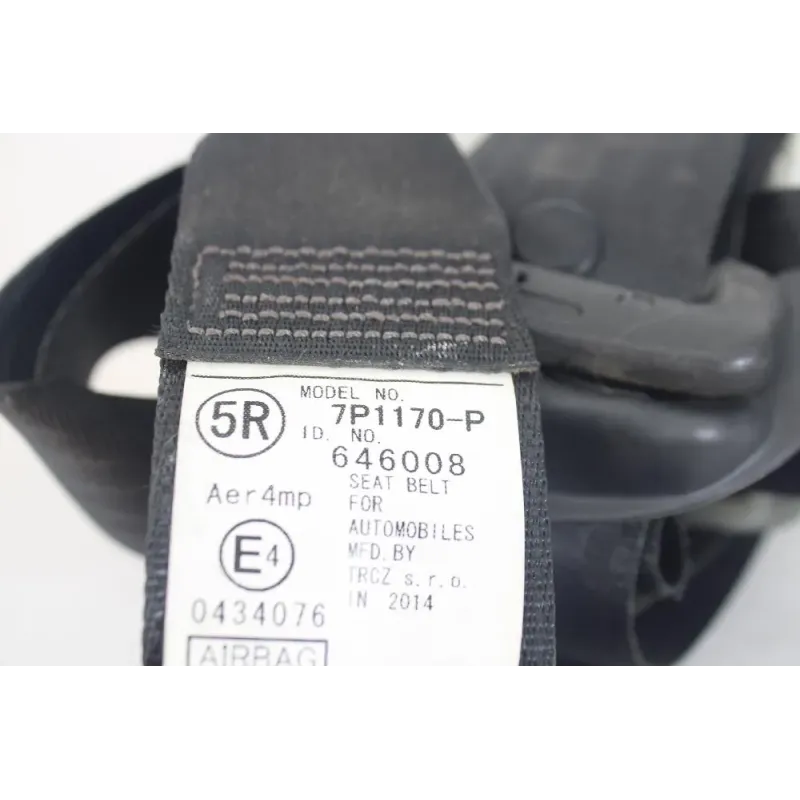 5R
MODEL NO.
7P1170-P
ID. NO.
646008
Aer4mp
SEAT BELT
FOR
AUTOMOBILES
MFD. BY
TRCZ s.r.o.
IN 2014
E4
0434076
AIRBAG